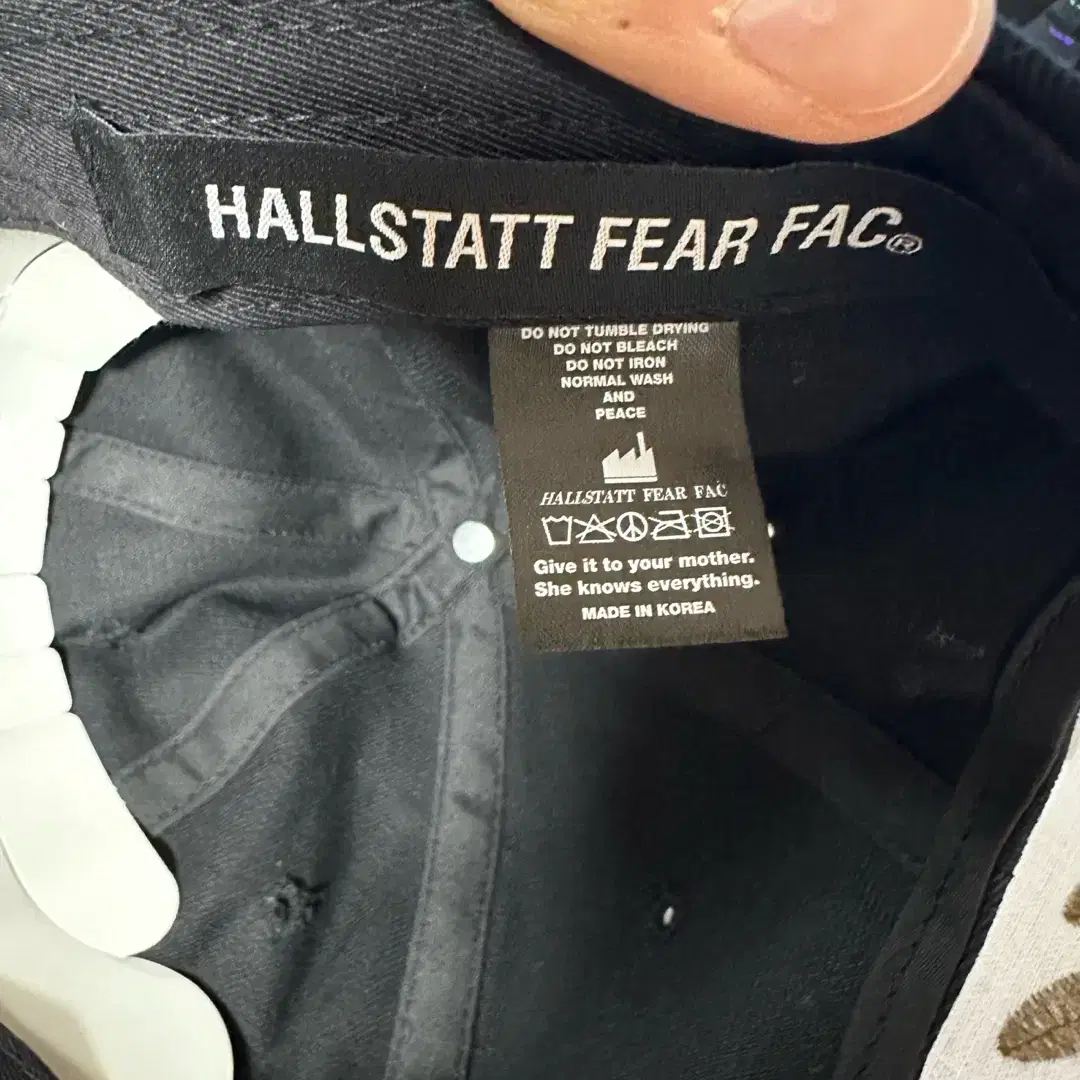 HALLSTATT FEAR FAC®
DO NOT TUMBLE DRYING
DO NOT BLEACH
DO NOT IRON
NORMAL WASH
AND
PEACE
HALLSTATT FEAR FAC
Give it to your mother.
She knows everything.
MADE IN KOREA